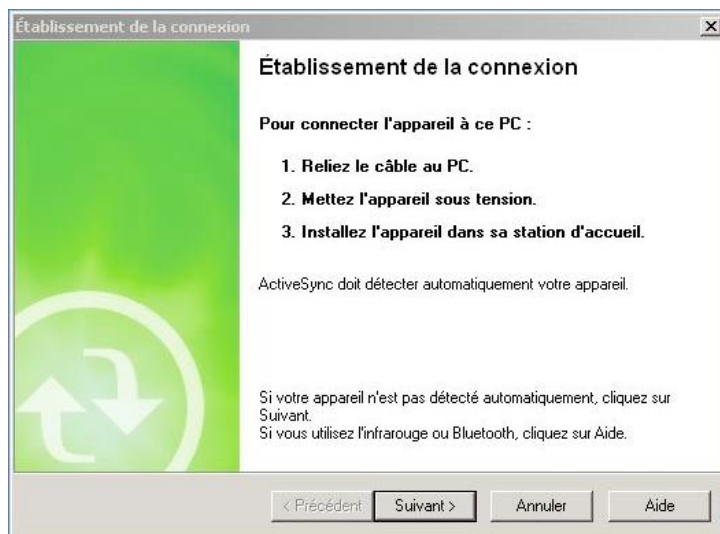 Établissement de la connexion
Établissement de la connexion
Pour connecter l'appareil à ce PC :
1. Reliez le câble au PC.
2. Mettez l'appareil sous tension.
3. Installez l'appareil dans sa station d'accueil.
ActiveSync doit détecter automatiquement votre appareil.
Si votre appareil n'est pas détecté automatiquement, cliquez sur
Suivant.
Si vous utilisez l'infrarouge ou Bluetooth, cliquez sur Aide.
< Précédent Suivant > Annuler Aide